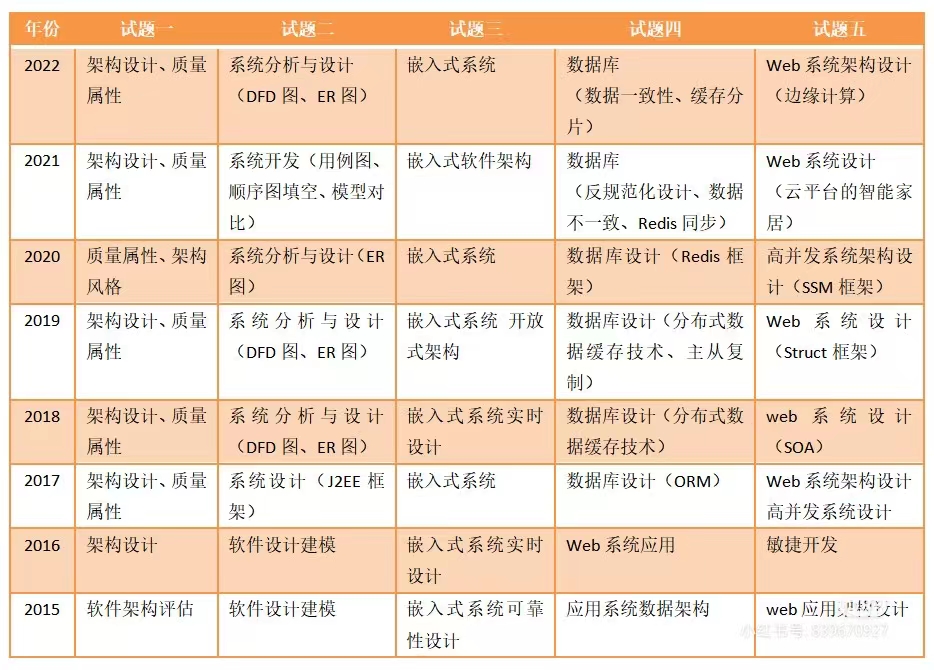 年份 试题一 试题二 试题三 试题四 试题五
2022 架构设计、质量 系统分析与设计 嵌入式系统 数据库 Web 系统架构设计
属性 （DFD 图、ER 图） （数据一致性、缓存分 （边缘计算）
片）
2021 架构设计、质量 系统开发（用例图、 嵌入式软件架构 数据库 Web 系统设计
属性 顺序图填空、模型对 （反规范化设计、数据 （云平台的智能家
比） 不一致、Redis 同步） 居）
2020 质量属性、架构 系统分析与设计（ER 嵌入式系统 数据库设计（Redis 框 高并发系统架构设
风格 图） 架） 计（SSM 框架）
2019 架构设计、质量 系统分析与设计 嵌入式系统 开放 数据库设计（分布式数 Web 系统设计
属性 （DFD 图、ER 图） 式架构 据缓存技术、主从复 （Struct 框架）
制）
2018 架构设计、质量 系统分析与设计 嵌入式系统实时 数据库设计（分布式数 web 系统设计
属性 （DFD 图、ER 图） 设计 据缓存技术） （SOA）
2017 架构设计、质量 系统设计（J2EE 框 嵌入式系统 数据库设计（ORM） Web 系统架构设计
属性 架） 高并发系统设计
2016 架构设计 软件设计建模 嵌入式系统实时 Web 系统应用 敏捷开发
设计
2015 软件架构评估 软件设计建模 嵌入式系统可靠 应用系统数据架构 web 应用架构设计
性设计
小红书号: